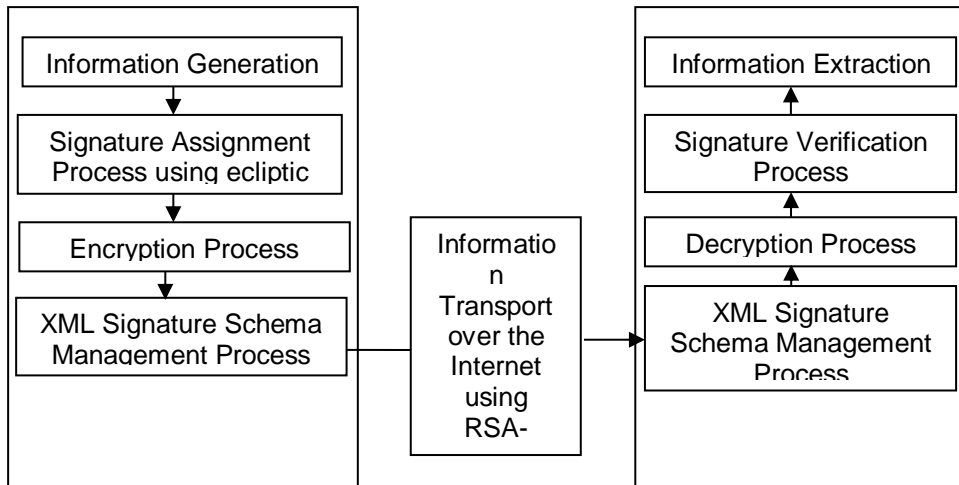 Information Generation
Signature Assignment
Process using ecliptic
Encryption Process
XML Signature Schema
Management Process
Informatio
n
Transport
over the
Internet
using
RSA-
Information Extraction
Signature Verification
Process
Decryption Process
XML Signature
Schema Management
Process